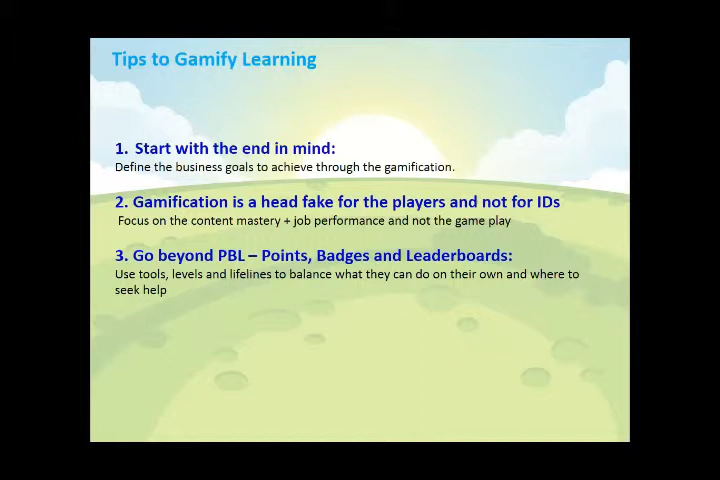 Tips to Gamify Learning
1. Start with the end in mind:
Define the business goals to achieve through the gamification.
2. Gamification is a head fake for the players and not for IDs
Focus on the content mastery + job performance and not the game play
3. Go beyond PBL – Points, Badges and Leaderboards:
Use tools, levels and lifelines to balance what they can do on their own and where to
seek help